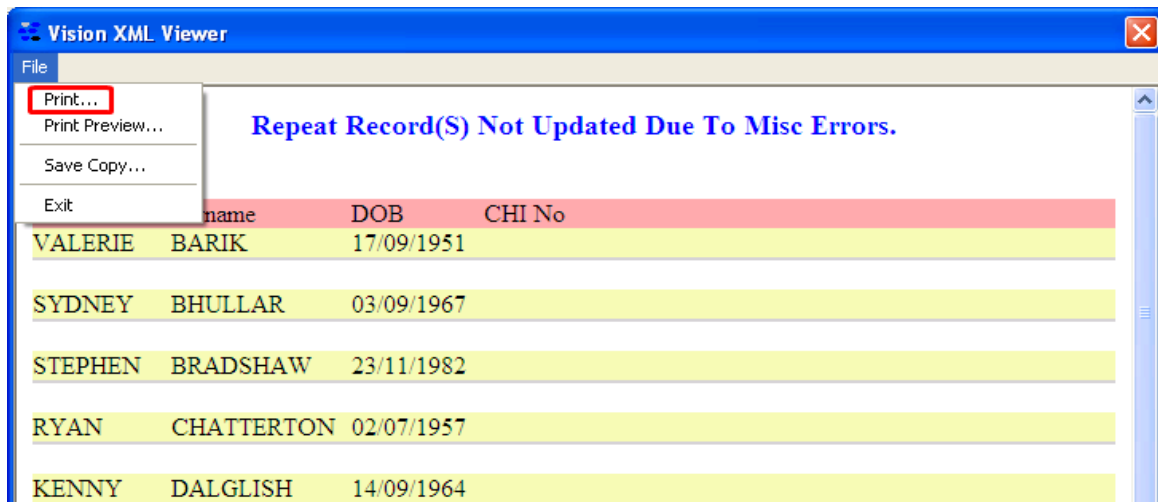 Vision XML Viewer
File
Print...
Print Preview...
Save Copy...
Exit
Repeat Record(S) Not Updated Due To Misc Errors.
name DOB CHI No
VALERIE BARIK 17/09/1951
SYDNEY BHULLAR 03/09/1967
STEPHEN BRADSHAW 23/11/1982
RYAN CHATTERTON 02/07/1957
KENNY DALGLISH 14/09/1964